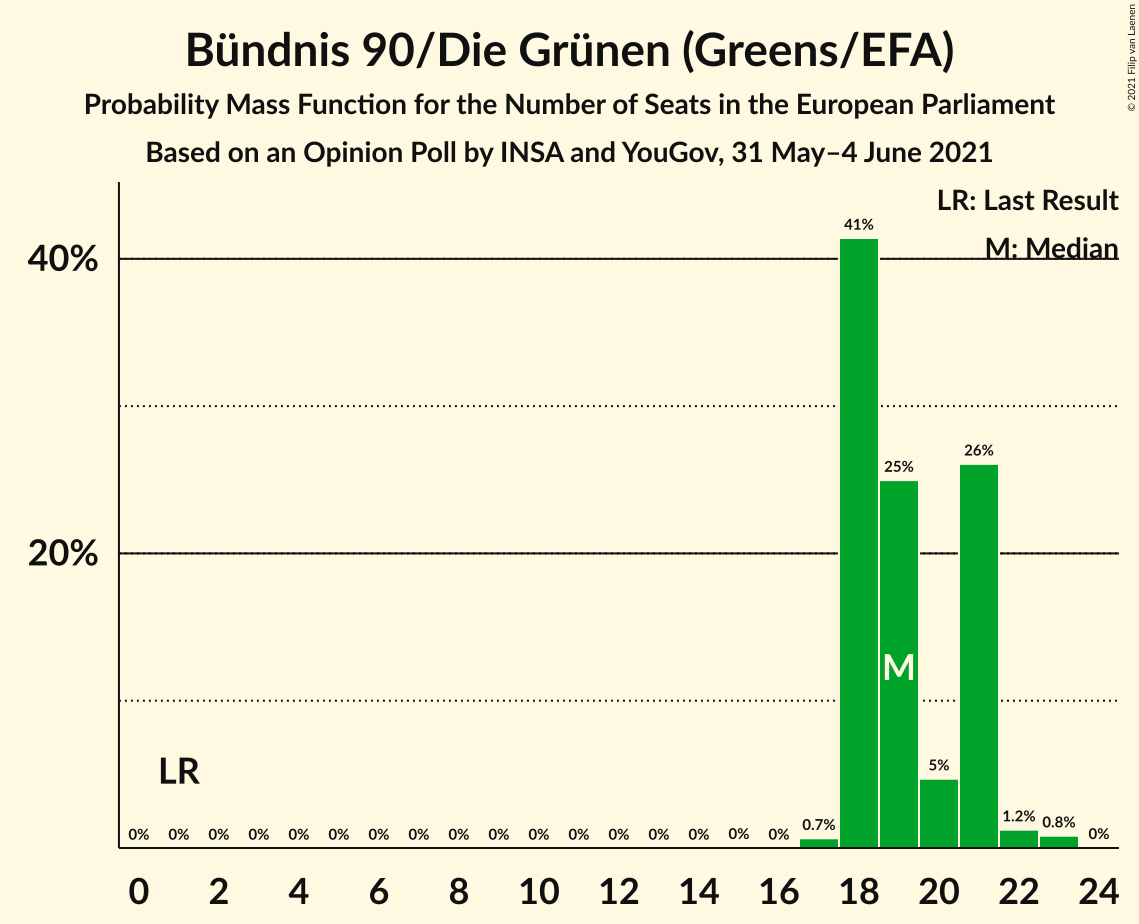 Bündnis 90/Die Grünen (Greens/EFA)
Probability Mass Function for the Number of Seats in the European Parliament
Based on an Opinion Poll by INSA and YouGov, 31 May–4 June 2021
© 2021 Filip van Laenen
LR: Last Result
M: Median
41%
40%
26%
25%
20%
M
5%
LR
0% 0% 0% 0% 0% 0% 0% 0% 0% 0% 0% 0% 0% 0% 0% 0% 0% 0.7% 1.2% 0.8% 0%
0 2 4 6 8 10 12 14 16 18 20 22 24